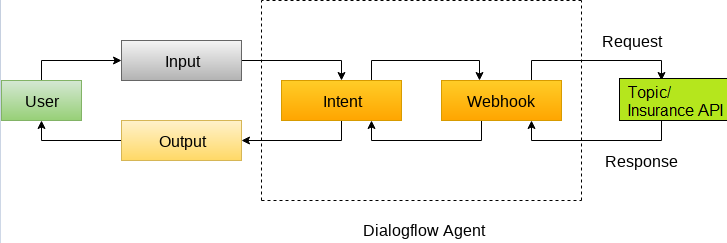 Request
Input
User
Intent
Webhook
Topic/
Insurance API
Output
Response
Dialogflow Agent